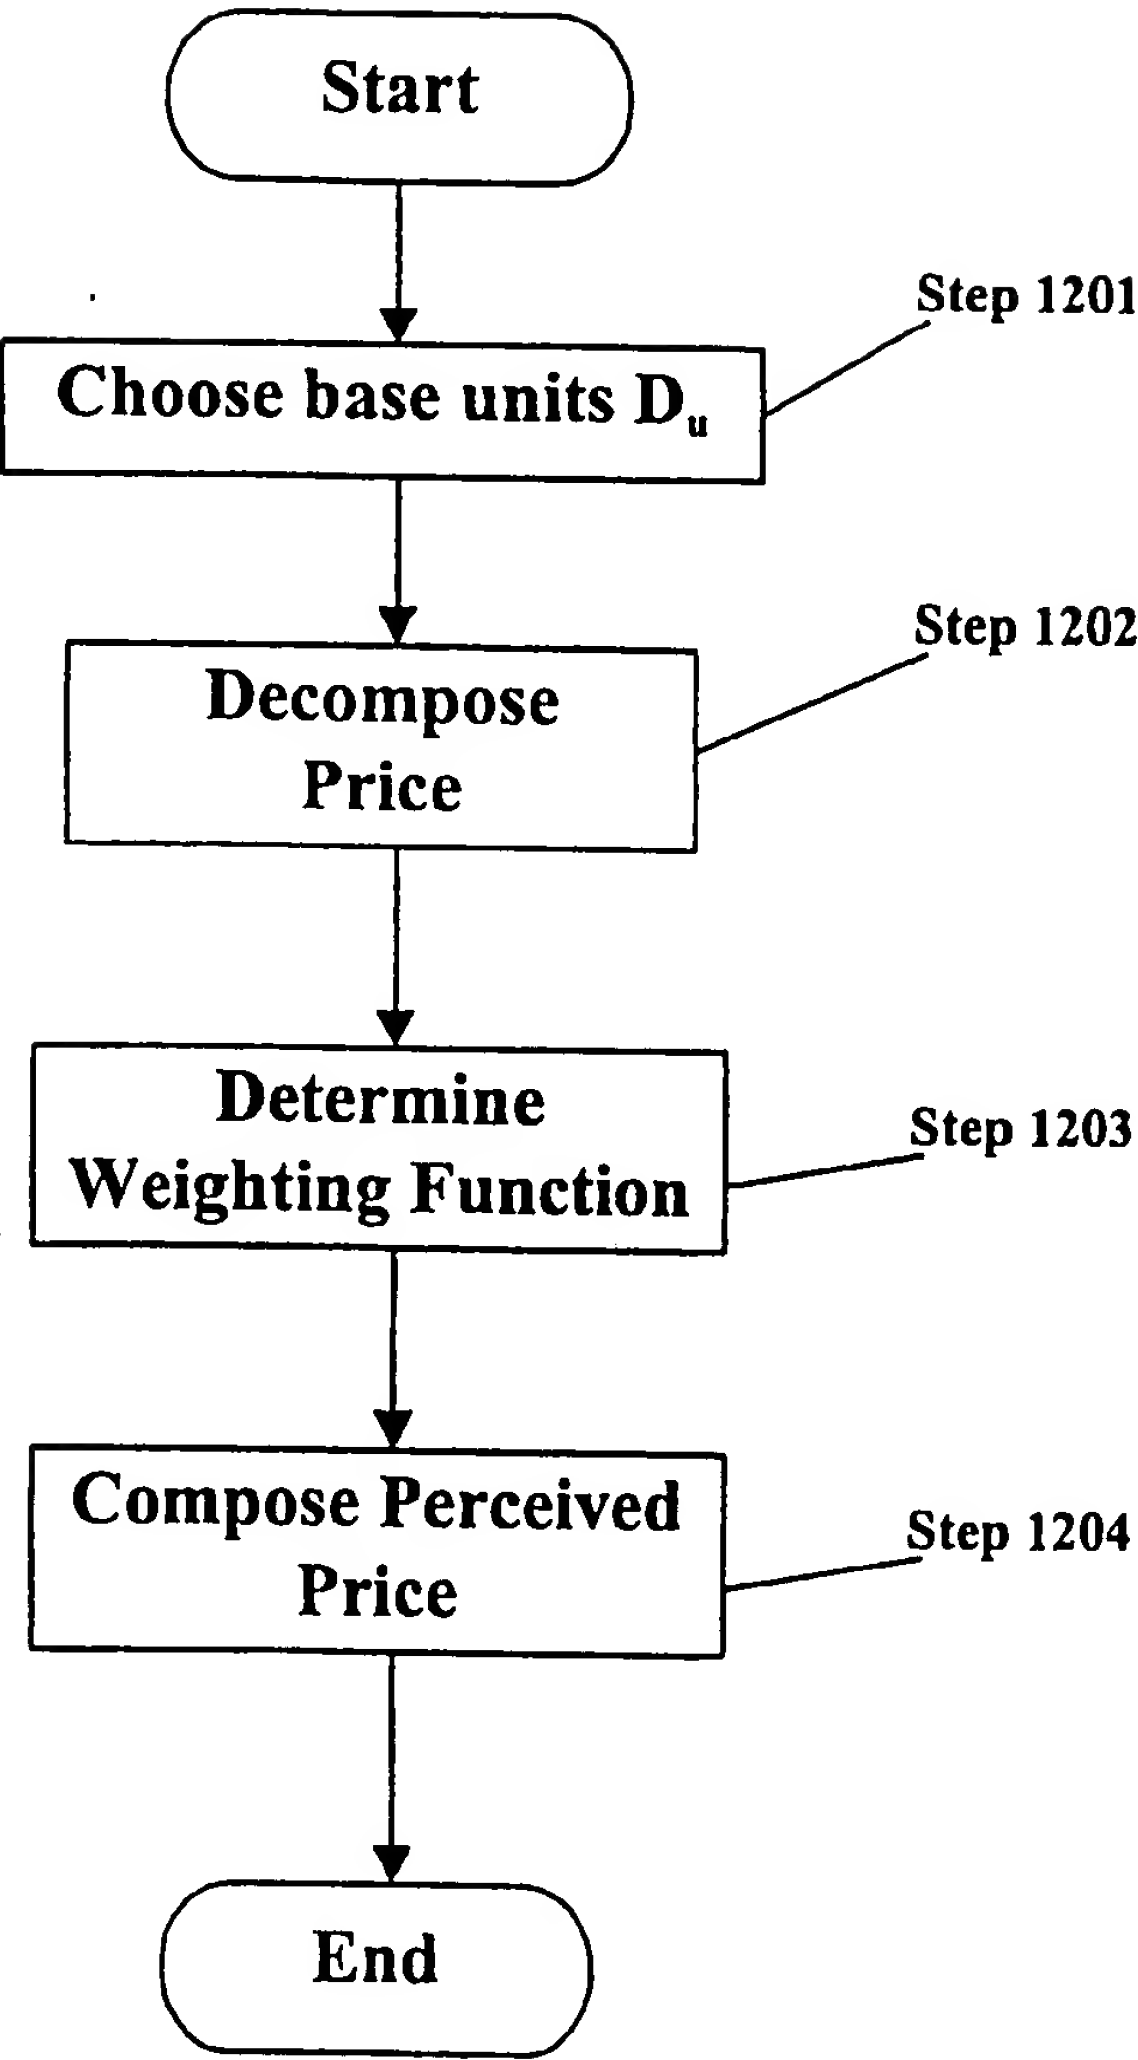 Start
Step 1201
Choose base units Du
Step 1202
Decompose
Price
Determine
Step 1203
Weighting Function
Compose Perceived
Step 1204
Price
End